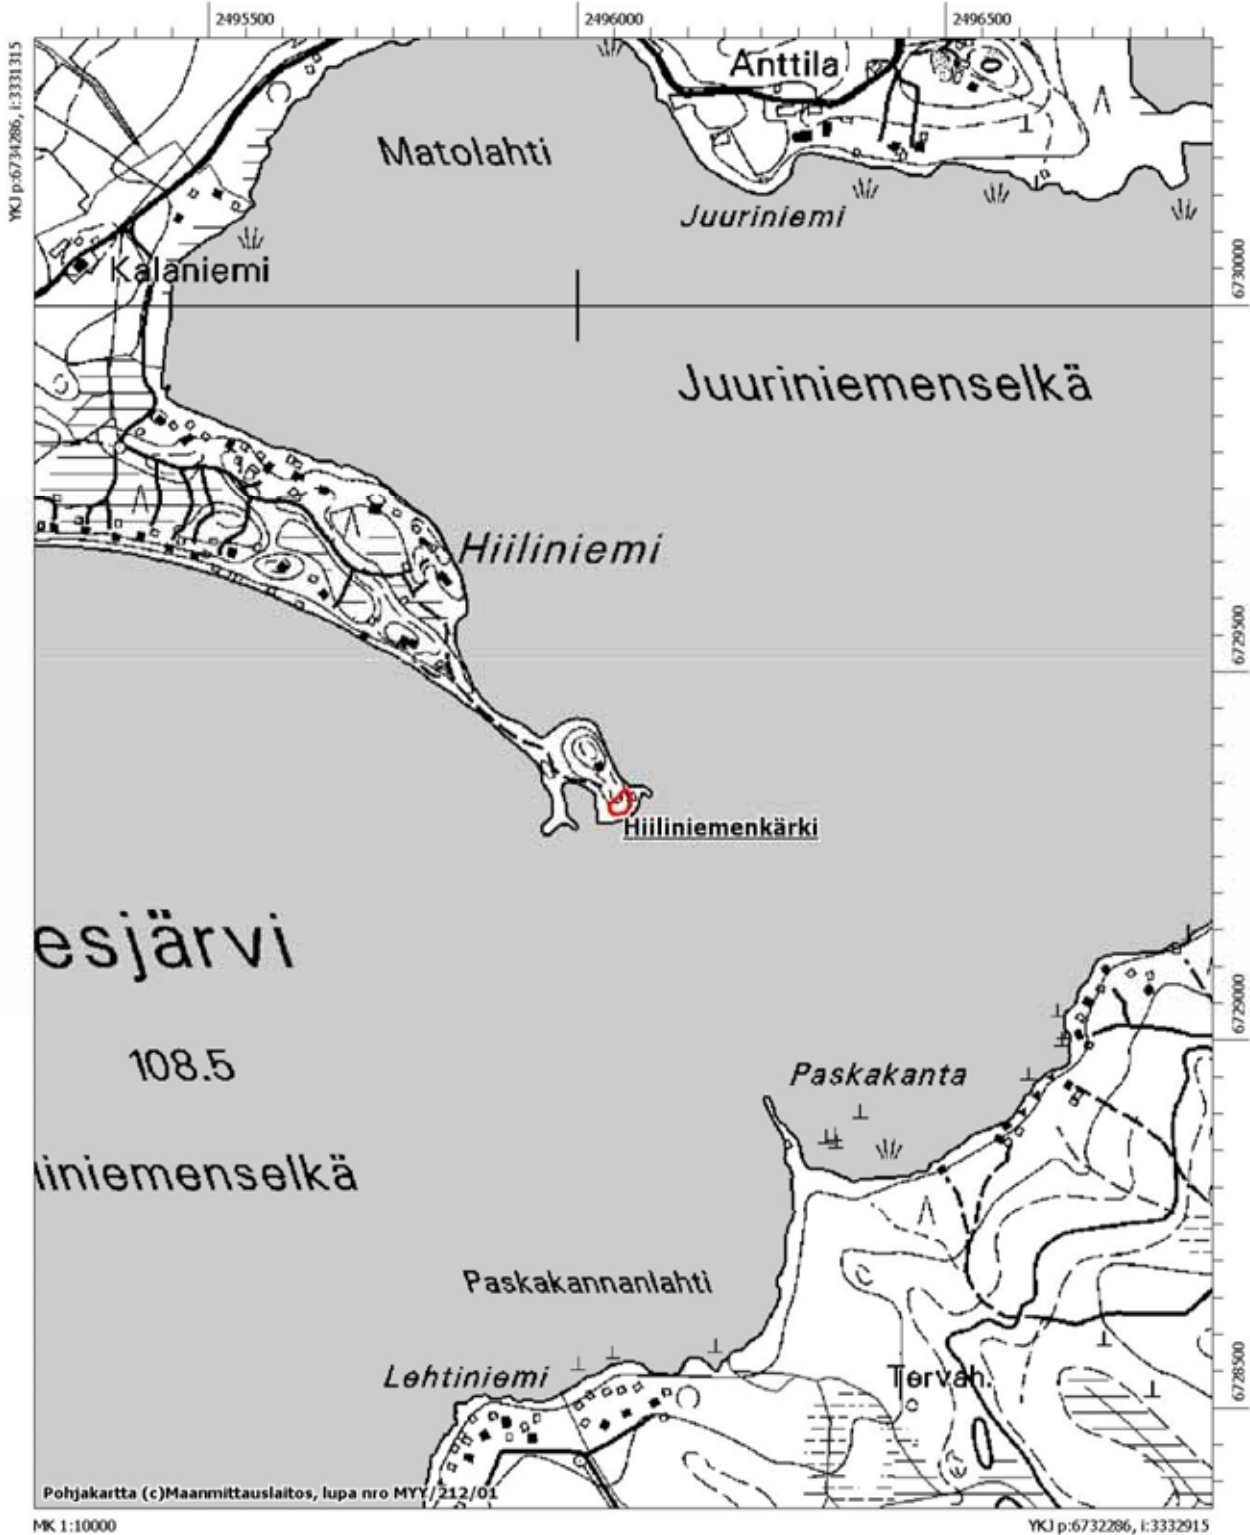 2495500
2496000
2496500
YKJ p:6734286, i:3331315
Anttila
Matolahti
Juuriniemi
Kalaniemi
6730000
Juuriniemenselkä
Hiiliniemi
6729500
Hiiliniemenkärki
esjärvi
6729000
108.5
Paskakanta
liniemenselkä
Paskakannanlahti
Lehtiniemi
Tervah.
6728500
Pohjakartta (c)Maanmittauslaitos, lupa nro MYY/212/01
MK 1:10000
YKJ p:6732286, i:3332915